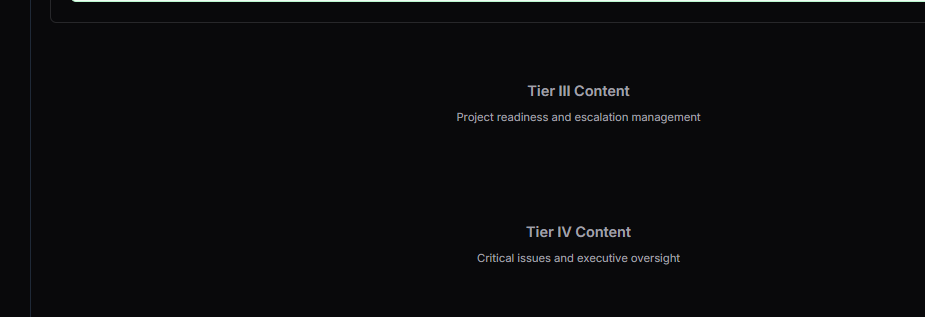 Tier III Content
Project readiness and escalation management
Tier IV Content
Critical issues and executive oversight